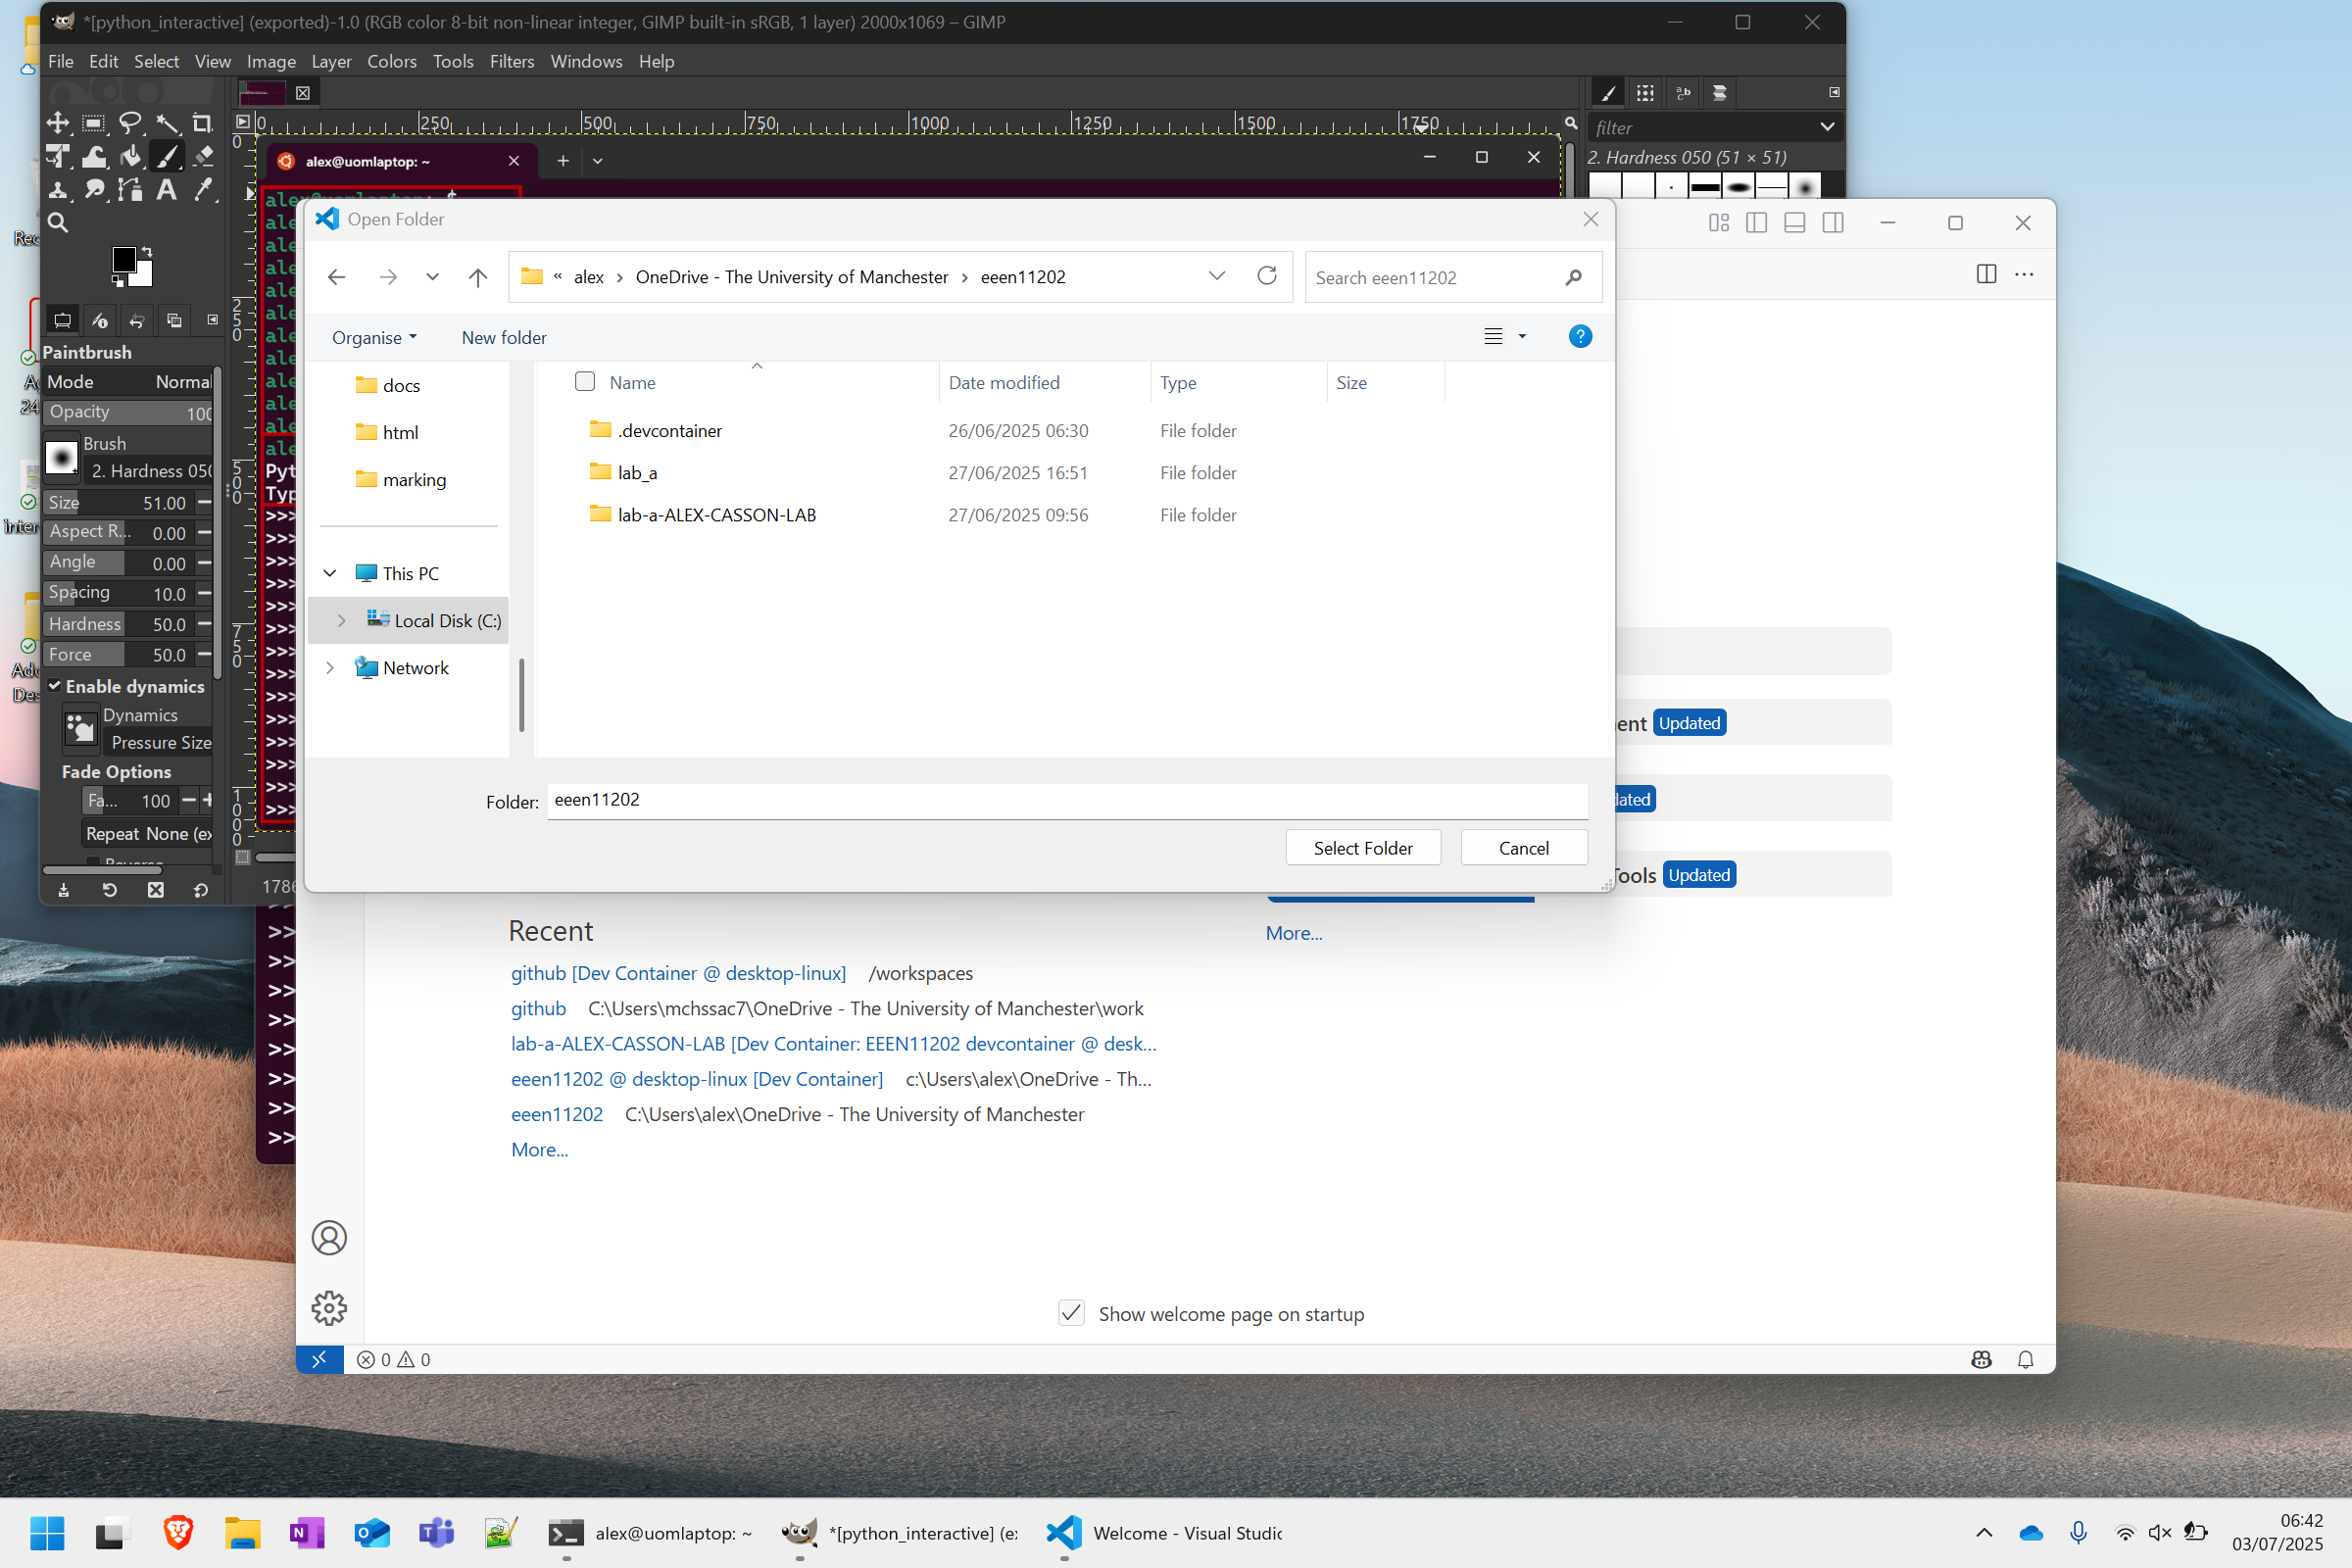 *[python_interactive] (exported)-1.0 (RGB color 8-bit non-linear integer, GIMP built-in sRGB, 1 layer) 2000x1069 – GIMP
File Edit Select View Image Layer Colors Tools Filters Windows Help
0 250 500 750 1000 1250 1500 1750
filter
2. Hardness 050 (51 × 51)
alex@uomlaptop: ~
Paintbrush
Mode Normal
Opacity 100
Brush
2. Hardness 050
Size 51.00
Aspect R... 0.00
Angle 0.00
Spacing 10.0
Hardness 50.0
Force 50.0
Enable dynamics
Dynamics
Pressure Size
Fade Options
Fa... 100
Repeat None (ex
Reverse
Open Folder
« alex › OneDrive - The University of Manchester › eeen11202
Search eeen11202
Organise New folder
docs
html
marking
This PC
Local Disk (C:)
Network
Name Date modified Type Size
.devcontainer 26/06/2025 06:30 File folder
lab_a 27/06/2025 16:51 File folder
lab-a-ALEX-CASSON-LAB 27/06/2025 09:56 File folder
Folder: eeen11202
Select Folder Cancel
ent Updated
ated
Tools Updated
Recent
More...
github [Dev Container @ desktop-linux] /workspaces
github C:\Users\mchssac7\OneDrive - The University of Manchester\work
lab-a-ALEX-CASSON-LAB [Dev Container: EEEN11202 devcontainer @ desk...
eeen11202 @ desktop-linux [Dev Container] c:\Users\alex\OneDrive - Th...
eeen11202 C:\Users\alex\OneDrive - The University of Manchester
More...
Show welcome page on startup
0 0
alex@uomlaptop: ~
*[python_interactive] (e:
Welcome - Visual Studic
06:42
03/07/2025